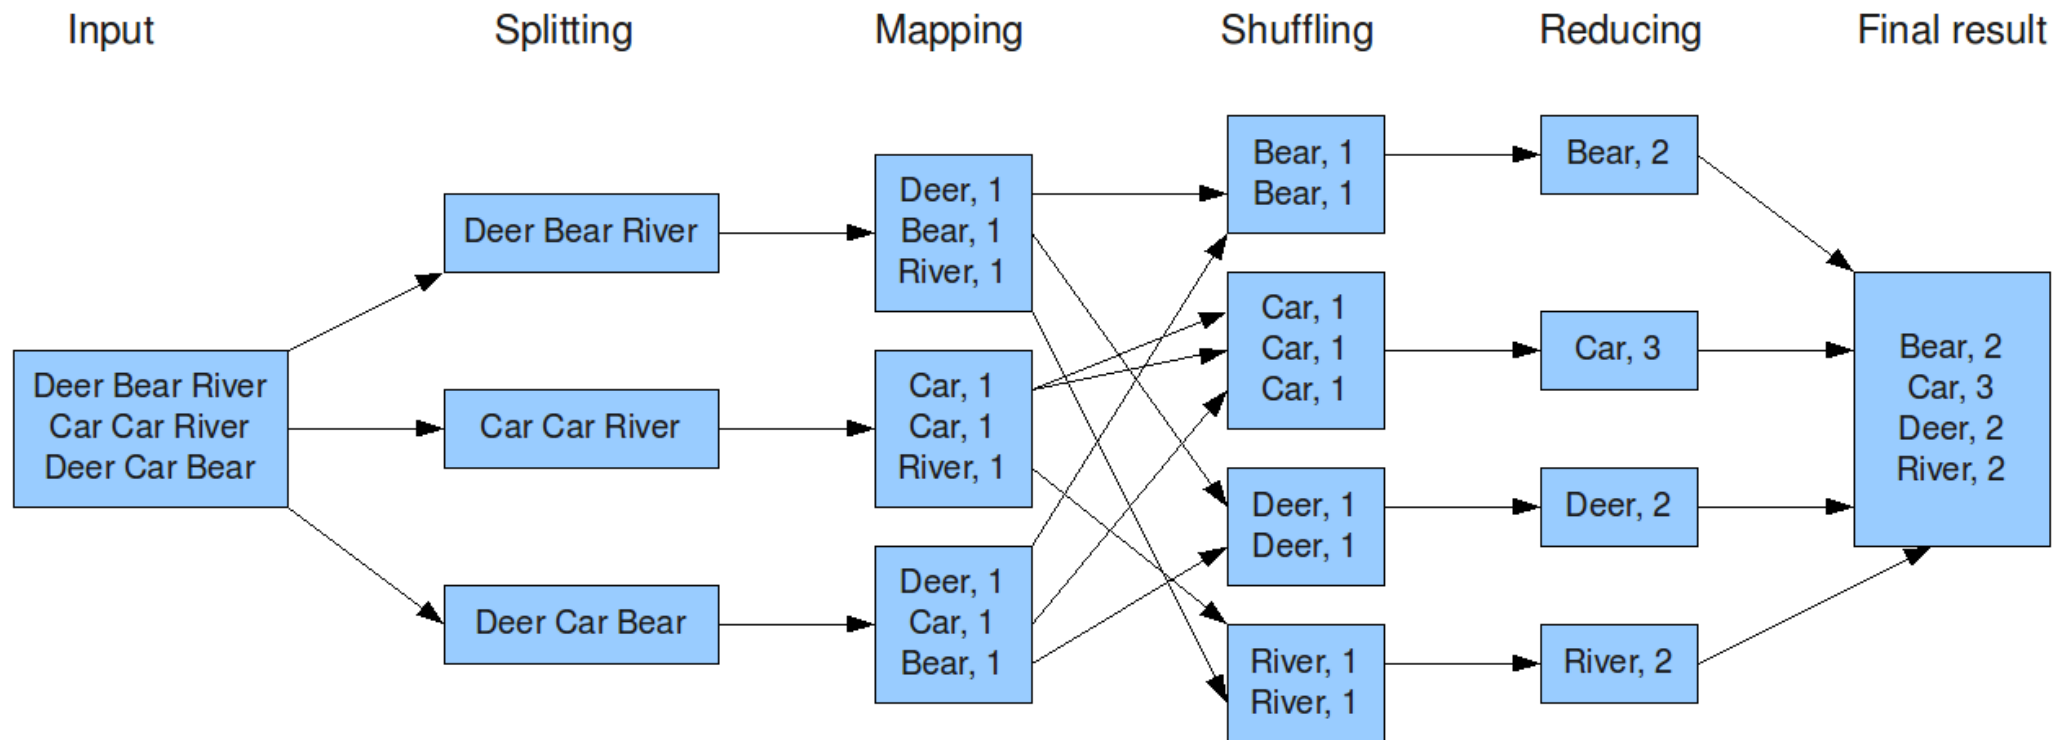 Input
Splitting
Mapping
Shuffling
Reducing
Final result
Deer Bear River
Car Car River
Deer Car Bear
Deer Bear River
Car Car River
Deer Car Bear
Deer, 1
Bear, 1
River, 1
Car, 1
Car, 1
River, 1
Deer, 1
Car, 1
Bear, 1
Bear, 1
Bear, 1
Car, 1
Car, 1
Car, 1
Deer, 1
Deer, 1
River, 1
River, 1
Bear, 2
Car, 3
Deer, 2
River, 2
Bear, 2
Car, 3
Deer, 2
River, 2